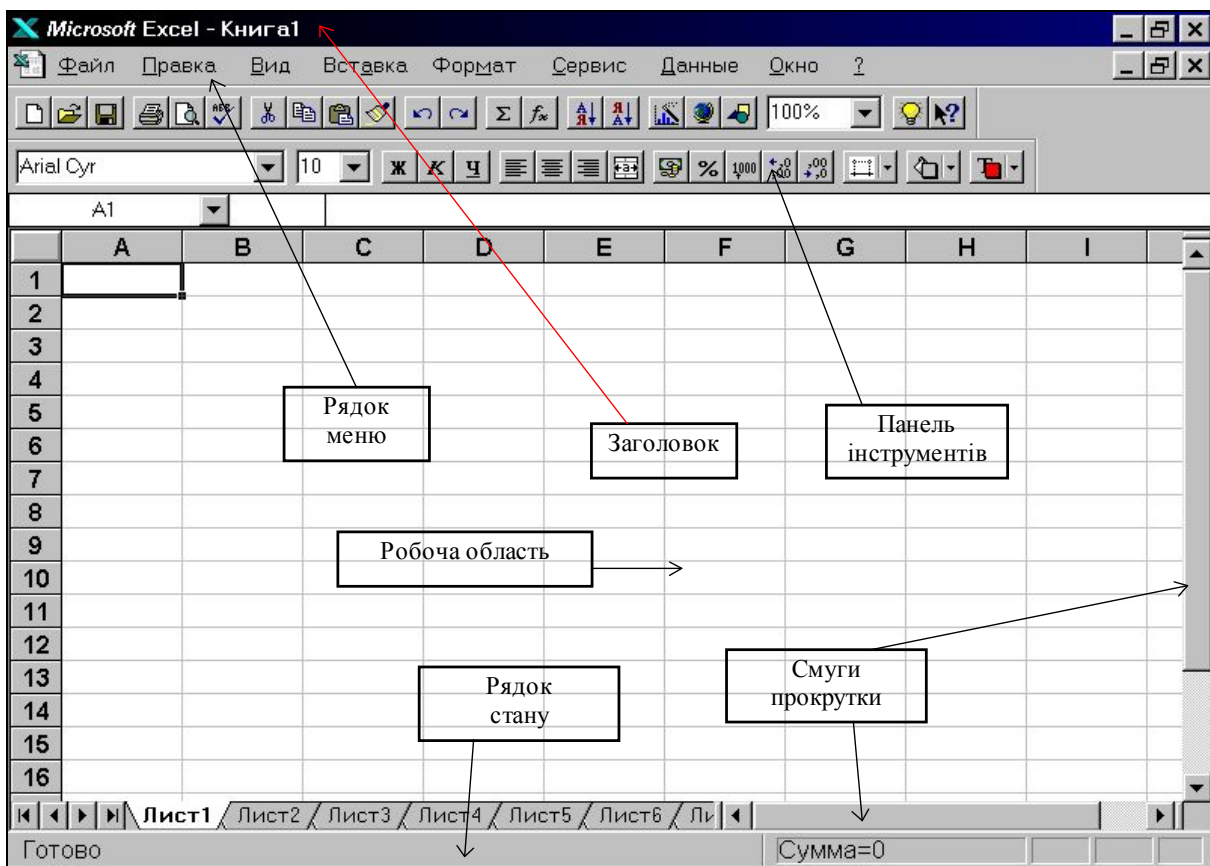 Microsoft Excel - Книга1
Файл Правка Вид Вставка Формат Сервис Данные Окно ?
100%
Arial Cyr 10 Ж К Ч % 1000
A1
A B C D E F G H I
1
2
3
4
5
6
7
8
9
10
11
12
13
14
15
16
Рядок
меню
Заголовок
Панель
інструментів
Робоча область
Рядок
стану
Смуги
прокрутки
Лист1 Лист2 Лист3 Лист4 Лист5 Лист6 Ли
Готово Сумма=0